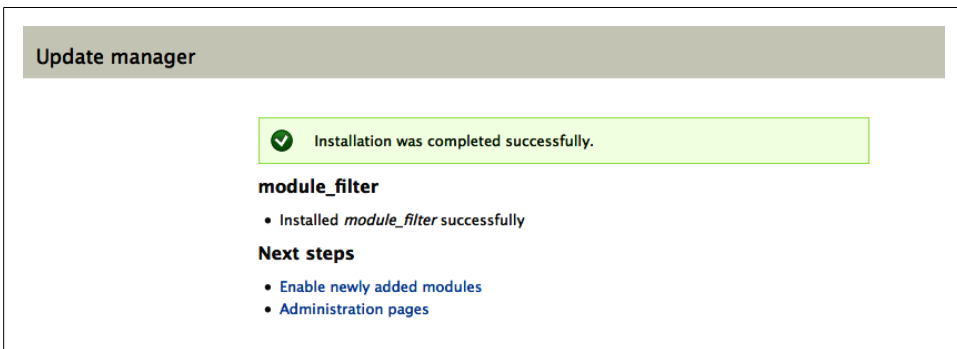 Update manager
Installation was completed successfully.
module_filter
• Installed module_filter successfully
Next steps
• Enable newly added modules
• Administration pages